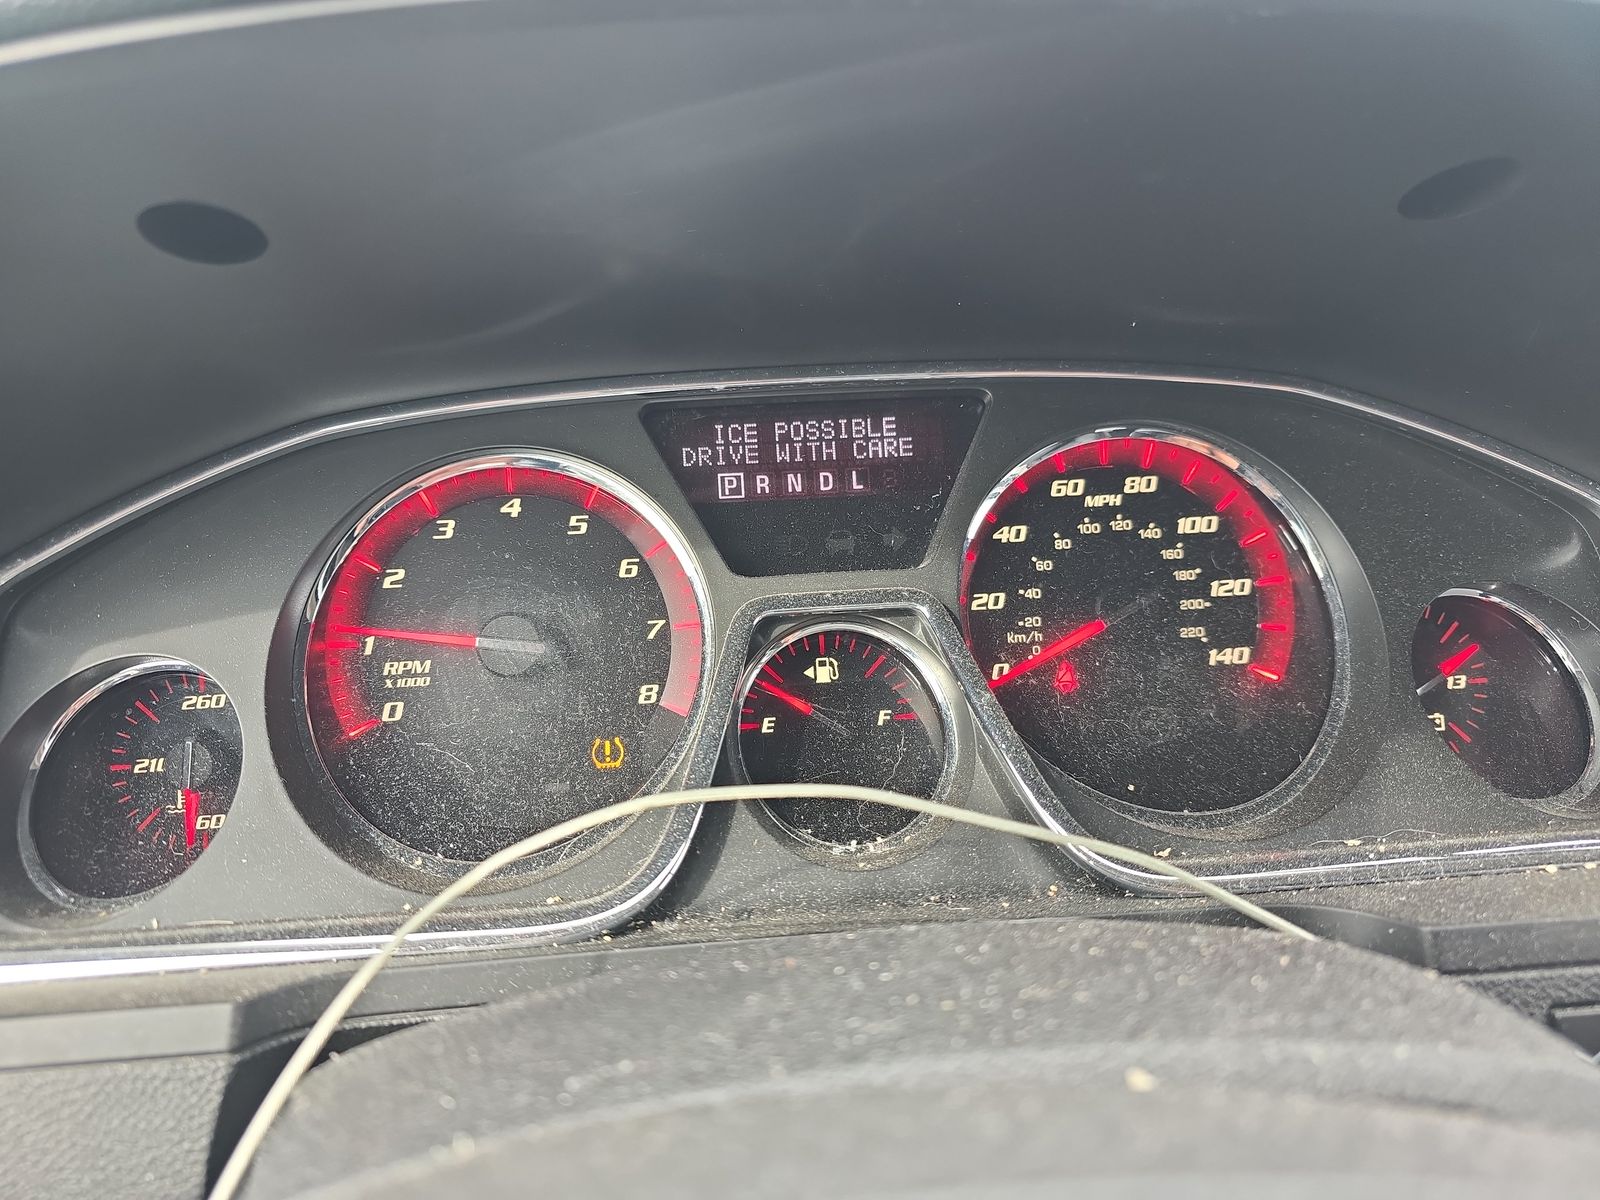 ICE POSSIBLE
DRIVE WITH CARE
P R N D L
0 1 2 3 4 5 6 7 8
RPM
X1000
260
210
60
E F
0 20 40 60 80 100 120 140
MPH
0 20 40 60 80 100 120 140 160 180 200 220
Km/h
13